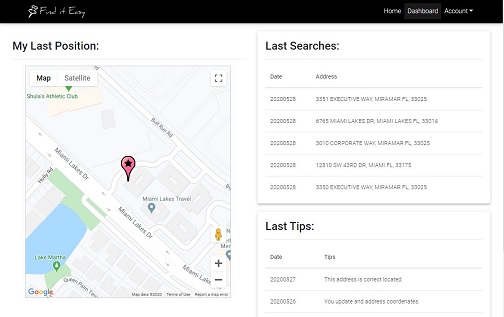 Find it Easy
Home Dashboard Account
My Last Position:
Map Satellite
Shula's Athletic Club
Bull Run Rd
Miami Lakes Dr
Holly Rd
Miami Lakes Travel
Miami Lakes Dr
Lake Martha
Queen Palm Terrace
Google
Map data ©2020 Terms of Use Report a map error
Last Searches:
Date Address
20200528 3351 EXECUTIVE WAY, MIRAMAR FL, 33025
20200528 6765 MIAMI LAKES DR, MIAMI LAKES FL, 33014
20200528 3010 CORPORATE WAY, MIRAMAR FL, 33025
20200528 12810 SW 43RD DR, MIAMI FL, 33175
20200528 3350 EXECUTIVE WAY, MIRAMAR FL, 33025
Last Tips:
Date Tips
20200527 This address is correct located
20200526 You update and address coordenates